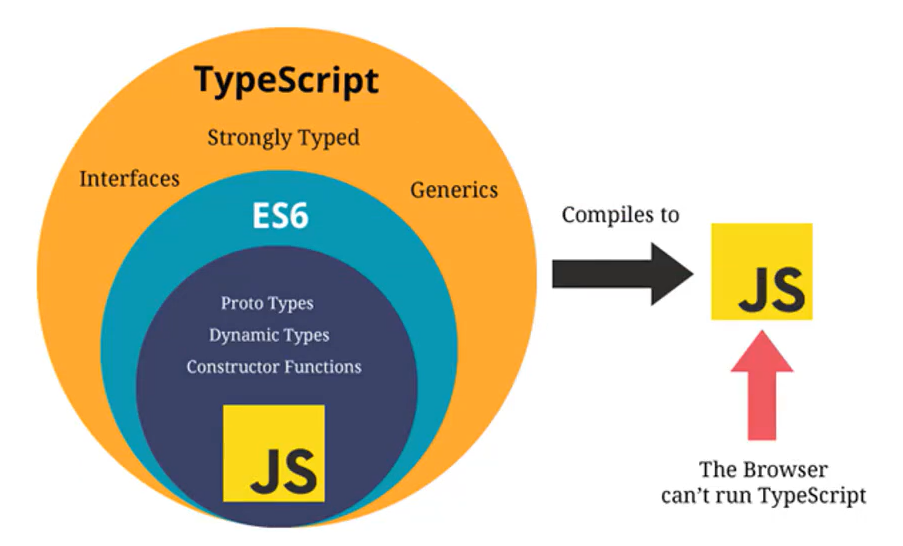 TypeScript
Strongly Typed
Interfaces
Generics
ES6
Proto Types
Dynamic Types
Constructor Functions
JS
Compiles to
JS
The Browser
can't run TypeScript